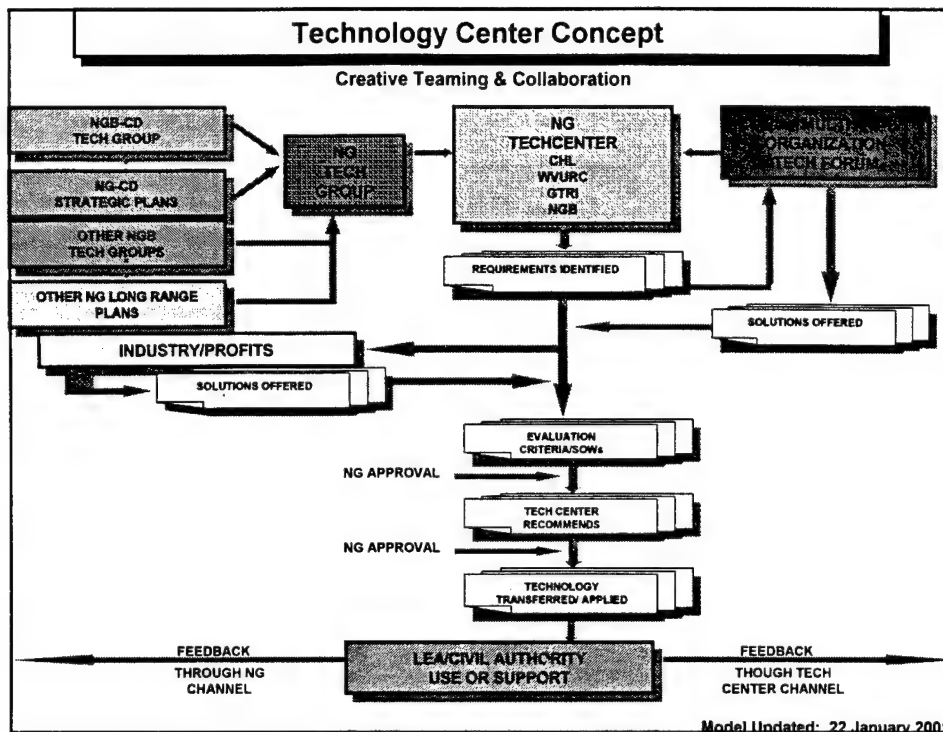 Technology Center Concept
Creative Teaming & Collaboration
NGB-CD
TECH GROUP
NG-CD
STRATEGIC PLANS
OTHER NGB
TECH GROUPS
OTHER NG LONG RANGE
PLANS
NG
TECH
GROUP
NG
TECHCENTER
CHL
WVURC
GTRI
NGB
ORGANIZATION
TECH FORUM
REQUIREMENTS IDENTIFIED
SOLUTIONS OFFERED
INDUSTRY/PROFITS
SOLUTIONS OFFERED
EVALUATION
CRITERIA/SOWs
NG APPROVAL
TECH CENTER
RECOMMENDS
NG APPROVAL
TECHNOLOGY
TRANSFERRED/ APPLIED
FEEDBACK
THROUGH NG
CHANNEL
LEA/CIVIL AUTHORITY
USE OR SUPPORT
FEEDBACK
THOUGH TECH
CENTER CHANNEL
Model Updated: 22 January